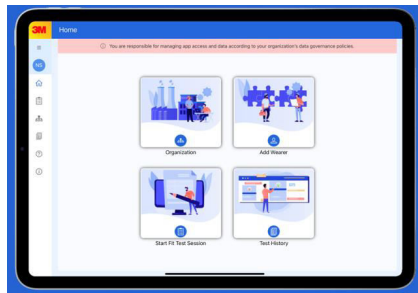 3M
Home
You are responsible for managing app access and data according to your organization's data governance policies.
NS
Organization
Add Wearer
Start Fit Test Session
Test History